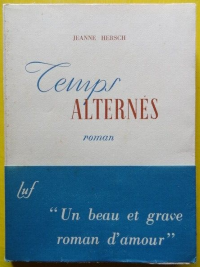 JEANNE HERSCH
Temps
ALTERNÉS
roman
luf
"Un beau et grave
roman d'amour"